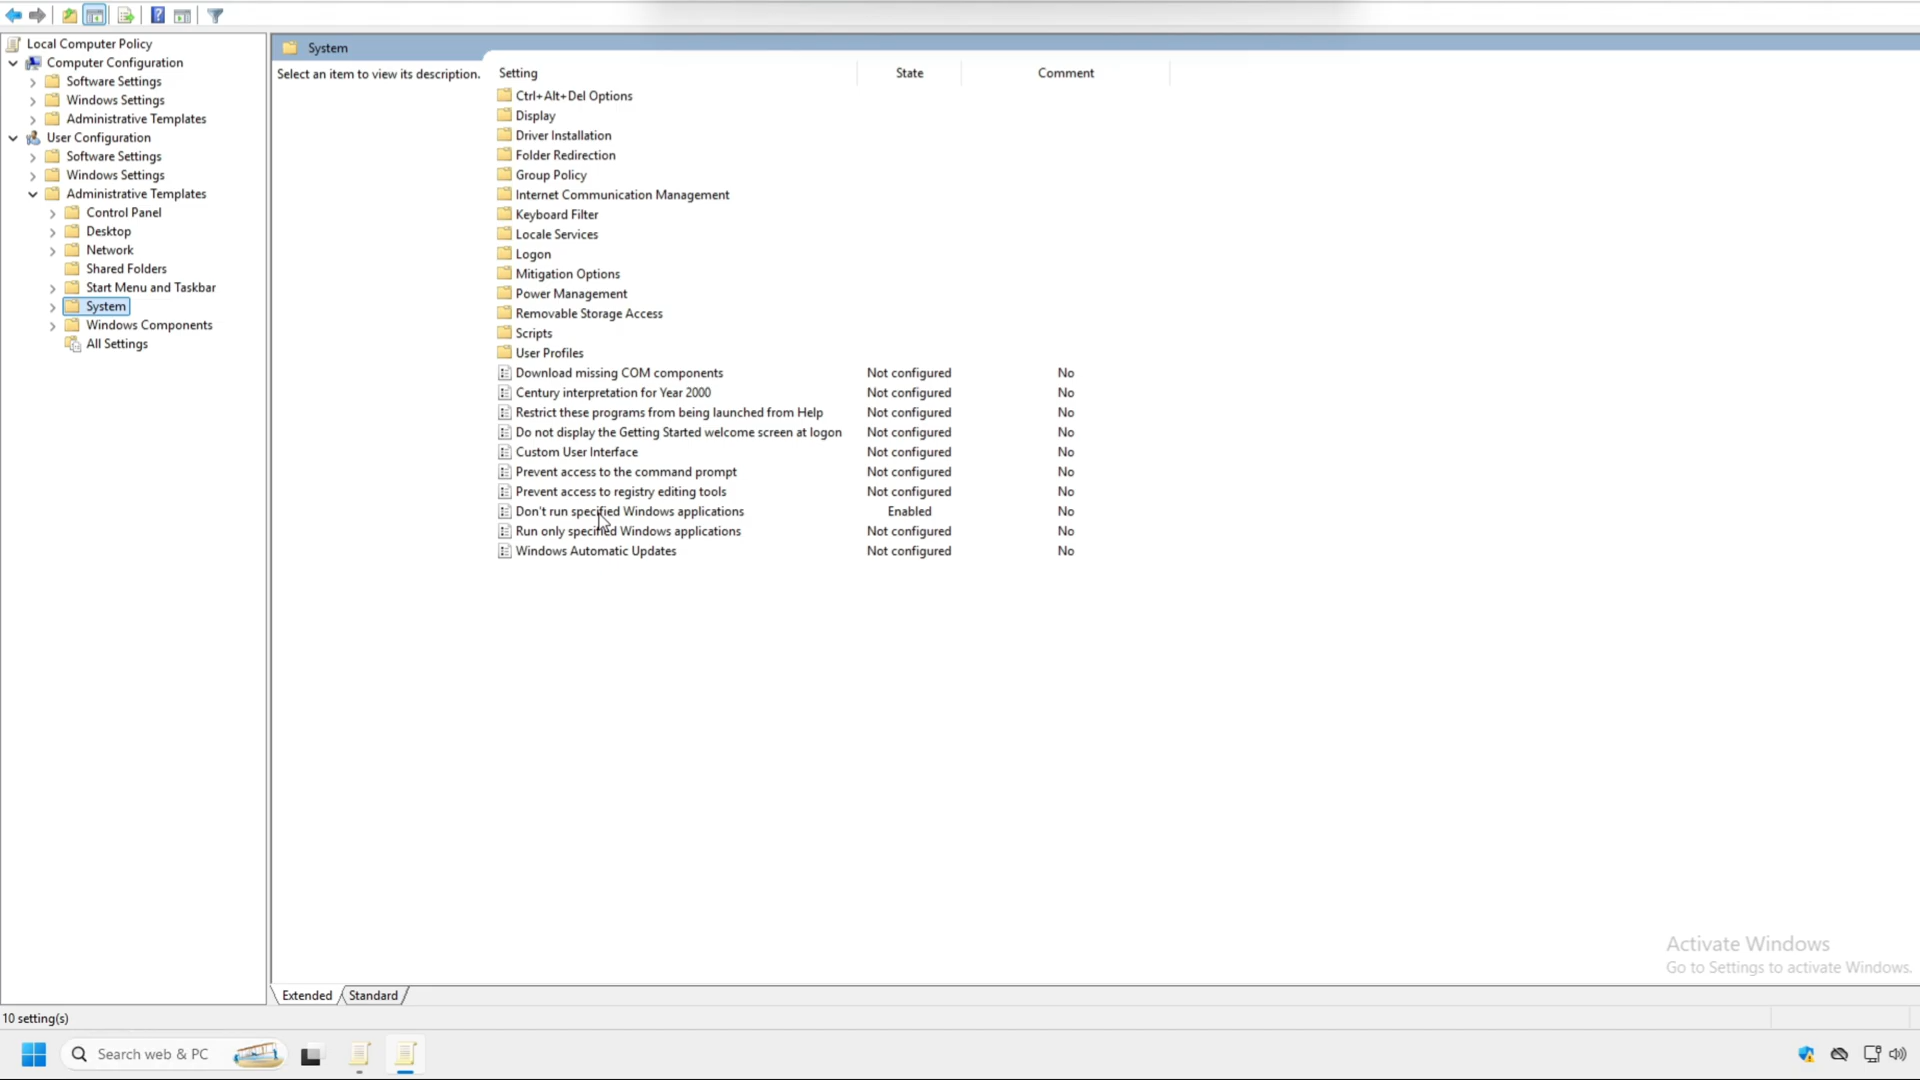 Local Computer Policy
Computer Configuration
Software Settings
Windows Settings
Administrative Templates
User Configuration
Software Settings
Windows Settings
Administrative Templates
Control Panel
Desktop
Network
Shared Folders
Start Menu and Taskbar
System
Windows Components
All Settings
System
Select an item to view its description.
Setting State Comment
Ctrl+Alt+Del Options
Display
Driver Installation
Folder Redirection
Group Policy
Internet Communication Management
Keyboard Filter
Locale Services
Logon
Mitigation Options
Power Management
Removable Storage Access
Scripts
User Profiles
Download missing COM components Not configured No
Century interpretation for Year 2000 Not configured No
Restrict these programs from being launched from Help Not configured No
Do not display the Getting Started welcome screen at logon Not configured No
Custom User Interface Not configured No
Prevent access to the command prompt Not configured No
Prevent access to registry editing tools Not configured No
Don't run specified Windows applications Enabled No
Run only specified Windows applications Not configured No
Windows Automatic Updates Not configured No
Activate Windows
Go to Settings to activate Windows.
Extended Standard
10 setting(s)
Search web & PC